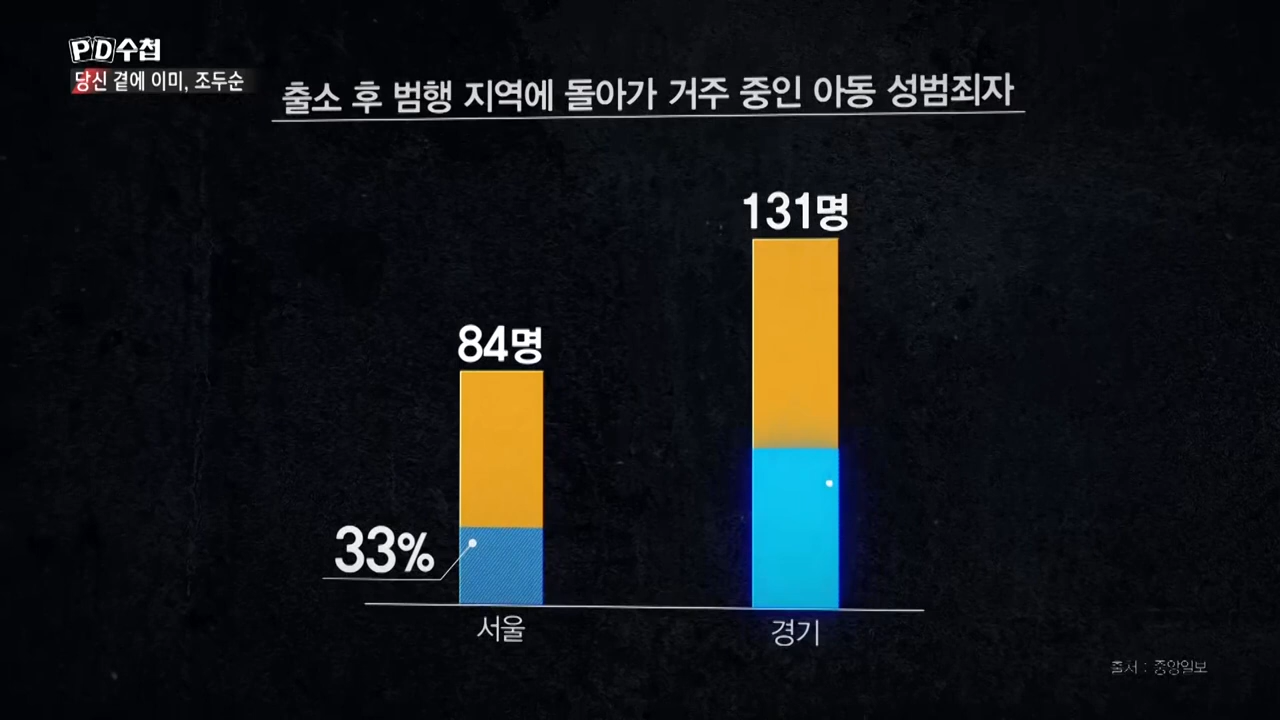 PD수첩
당신 곁에 이미, 조두순
출소 후 범행 지역에 돌아가 거주 중인 아동 성범죄자
131명
84명
33%
서울
경기
출처 : 중앙일보